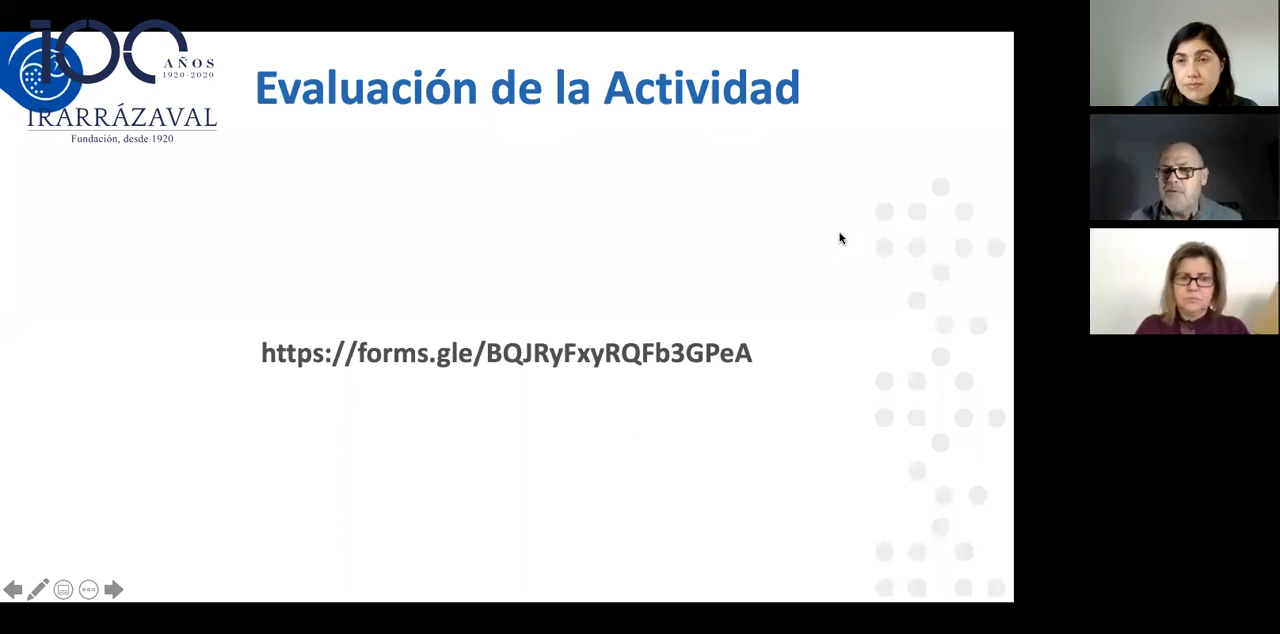 100
AÑOS
1920-2020
IRARRÁZAVAL
Fundación, desde 1920
Evaluación de la Actividad
https://forms.gle/BQJRyFxyRQFb3GPeA